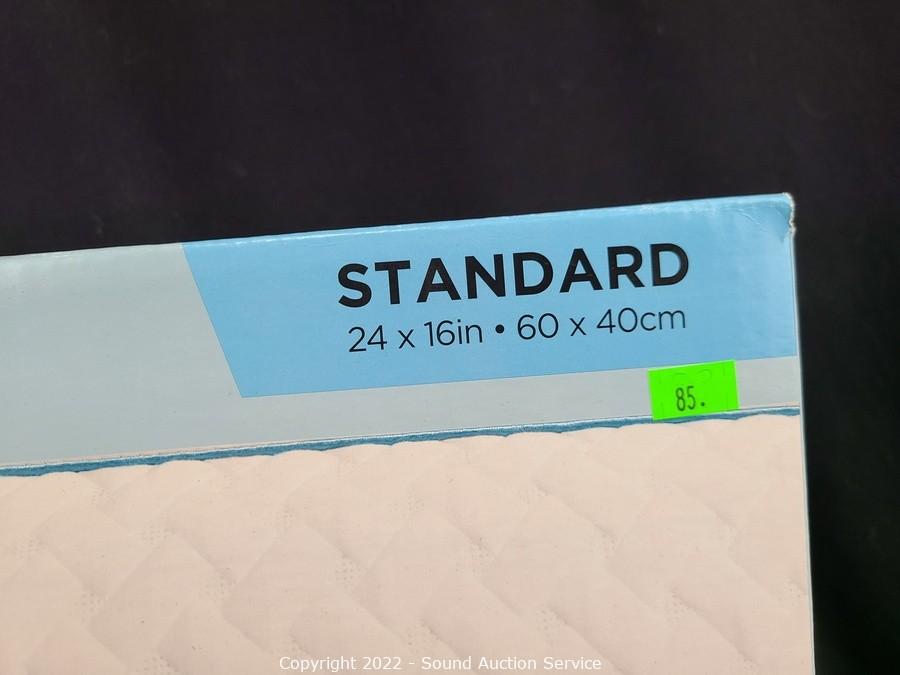 STANDARD
24 x 16in • 60 x 40cm
85.
Copyright 2022 - Sound Auction Service